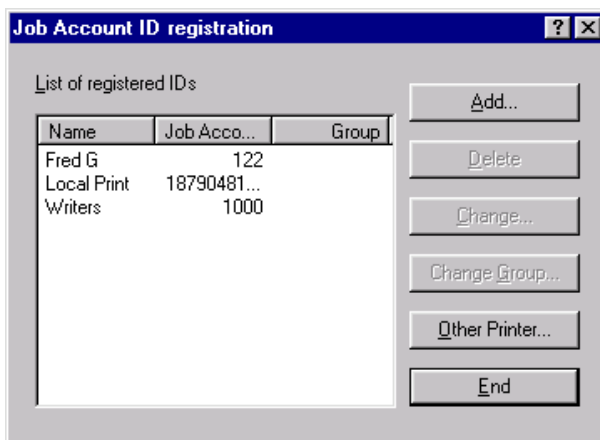 Job Account ID registration
List of registered IDs
Name Job Acco... Group
Fred G 122
Local Print 18790481...
Writers 1000
Add...
Delete
Change...
Change Group...
Other Printer...
End